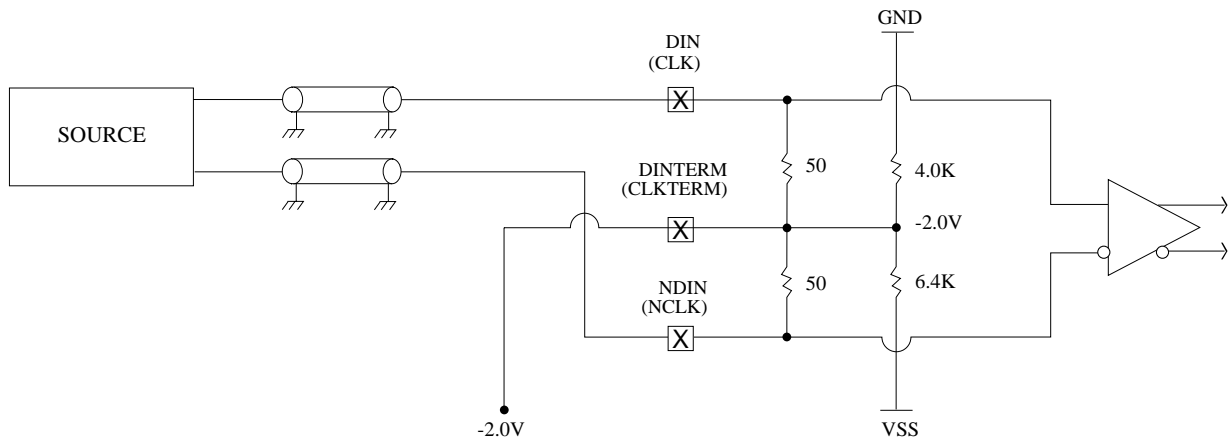 GND
DIN
(CLK)
SOURCE
X
DINTERM
(CLKTERM)
50
4.0K
X
-2.0V
NDIN
(NCLK)
50
6.4K
X
-2.0V
VSS